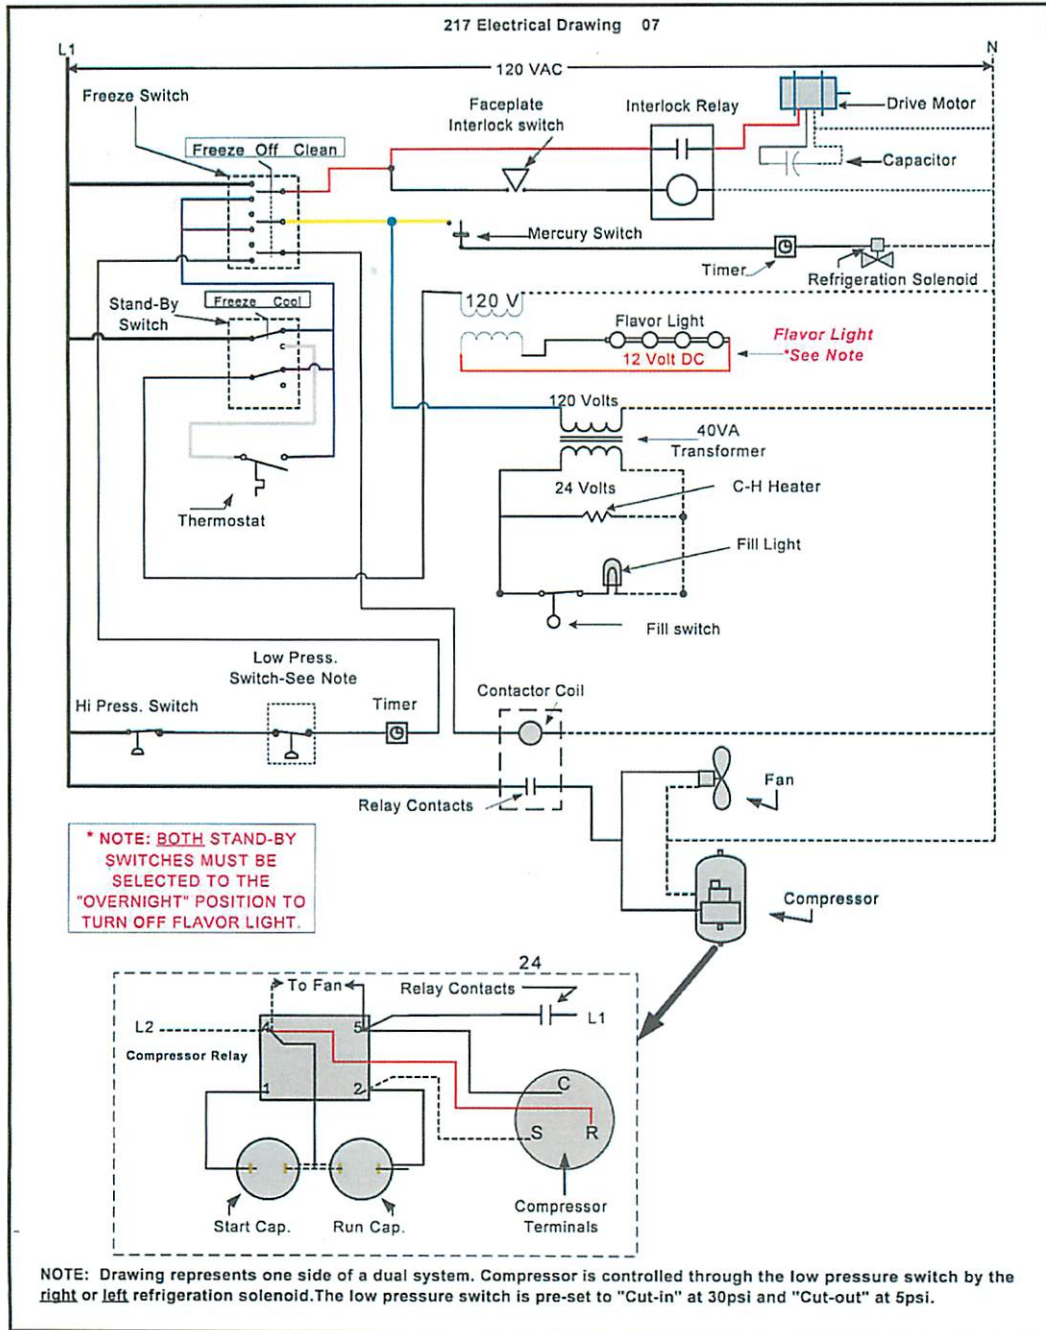 217 Electrical Drawing 07
L1
N
120 VAC
Freeze Switch
Faceplate
Interlock switch
Interlock Relay
Drive Motor
Freeze Off Clean
Capacitor
Mercury Switch
Timer
Refrigeration Solenoid
Stand-By
Switch
Freeze Cool
120 V
Flavor Light
12 Volt DC
Flavor Light
*See Note
120 Volts
40VA
Transformer
24 Volts
C-H Heater
Thermostat
Fill Light
Fill switch
Low Press.
Switch-See Note
Hi Press. Switch
Timer
Contactor Coil
Relay Contacts
Fan
* NOTE: BOTH STAND-BY
SWITCHES MUST BE
SELECTED TO THE
"OVERNIGHT" POSITION TO
TURN OFF FLAVOR LIGHT.
Compressor
24
To Fan
Relay Contacts
L2
4
5
L1
Compressor Relay
1
2
C
S
R
Start Cap.
Run Cap.
Compressor
Terminals
NOTE: Drawing represents one side of a dual system. Compressor is controlled through the low pressure switch by the
right or left refrigeration solenoid.The low pressure switch is pre-set to "Cut-in" at 30psi and "Cut-out" at 5psi.